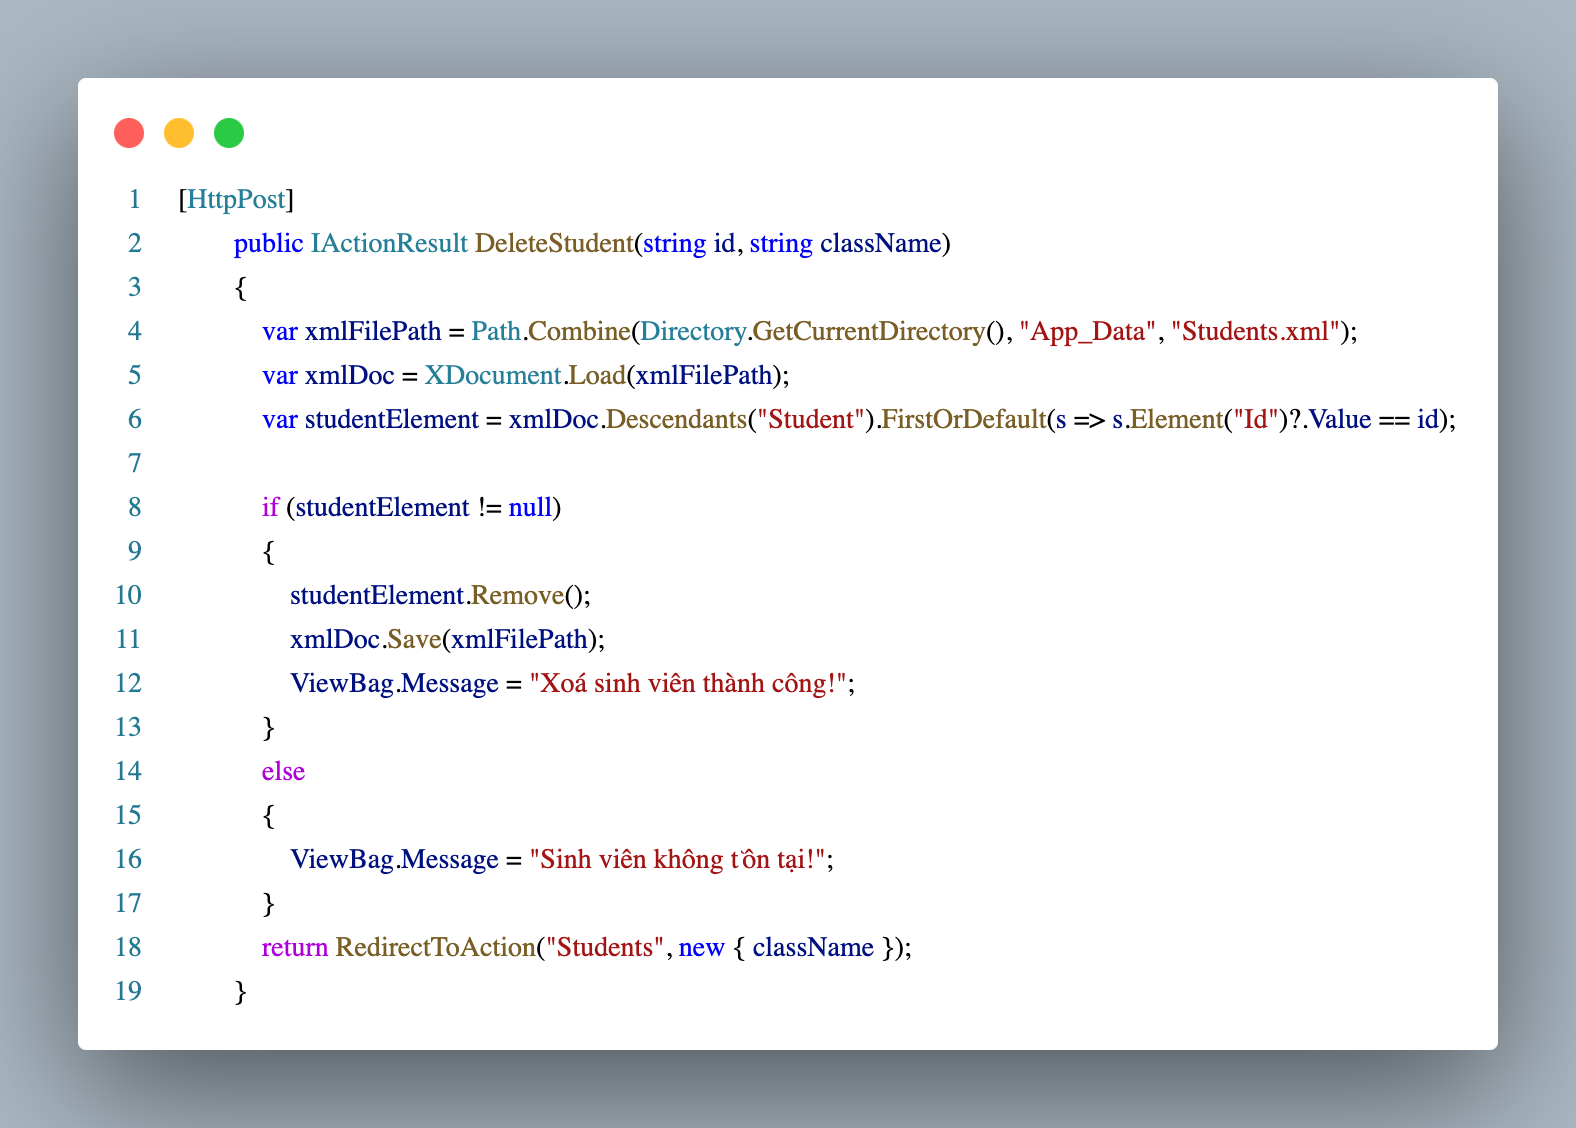 1 [HttpPost]
2 public IActionResult DeleteStudent(string id, string className)
3 {
4 var xmlFilePath = Path.Combine(Directory.GetCurrentDirectory(), "App_Data", "Students.xml");
5 var xmlDoc = XDocument.Load(xmlFilePath);
6 var studentElement = xmlDoc.Descendants("Student").FirstOrDefault(s => s.Element("Id")?.Value == id);
7
8 if (studentElement != null)
9 {
10 studentElement.Remove();
11 xmlDoc.Save(xmlFilePath);
12 ViewBag.Message = "Xoá sinh viên thành công!";
13 }
14 else
15 {
16 ViewBag.Message = "Sinh viên không tồn tại!";
17 }
18 return RedirectToAction("Students", new { className });
19 }